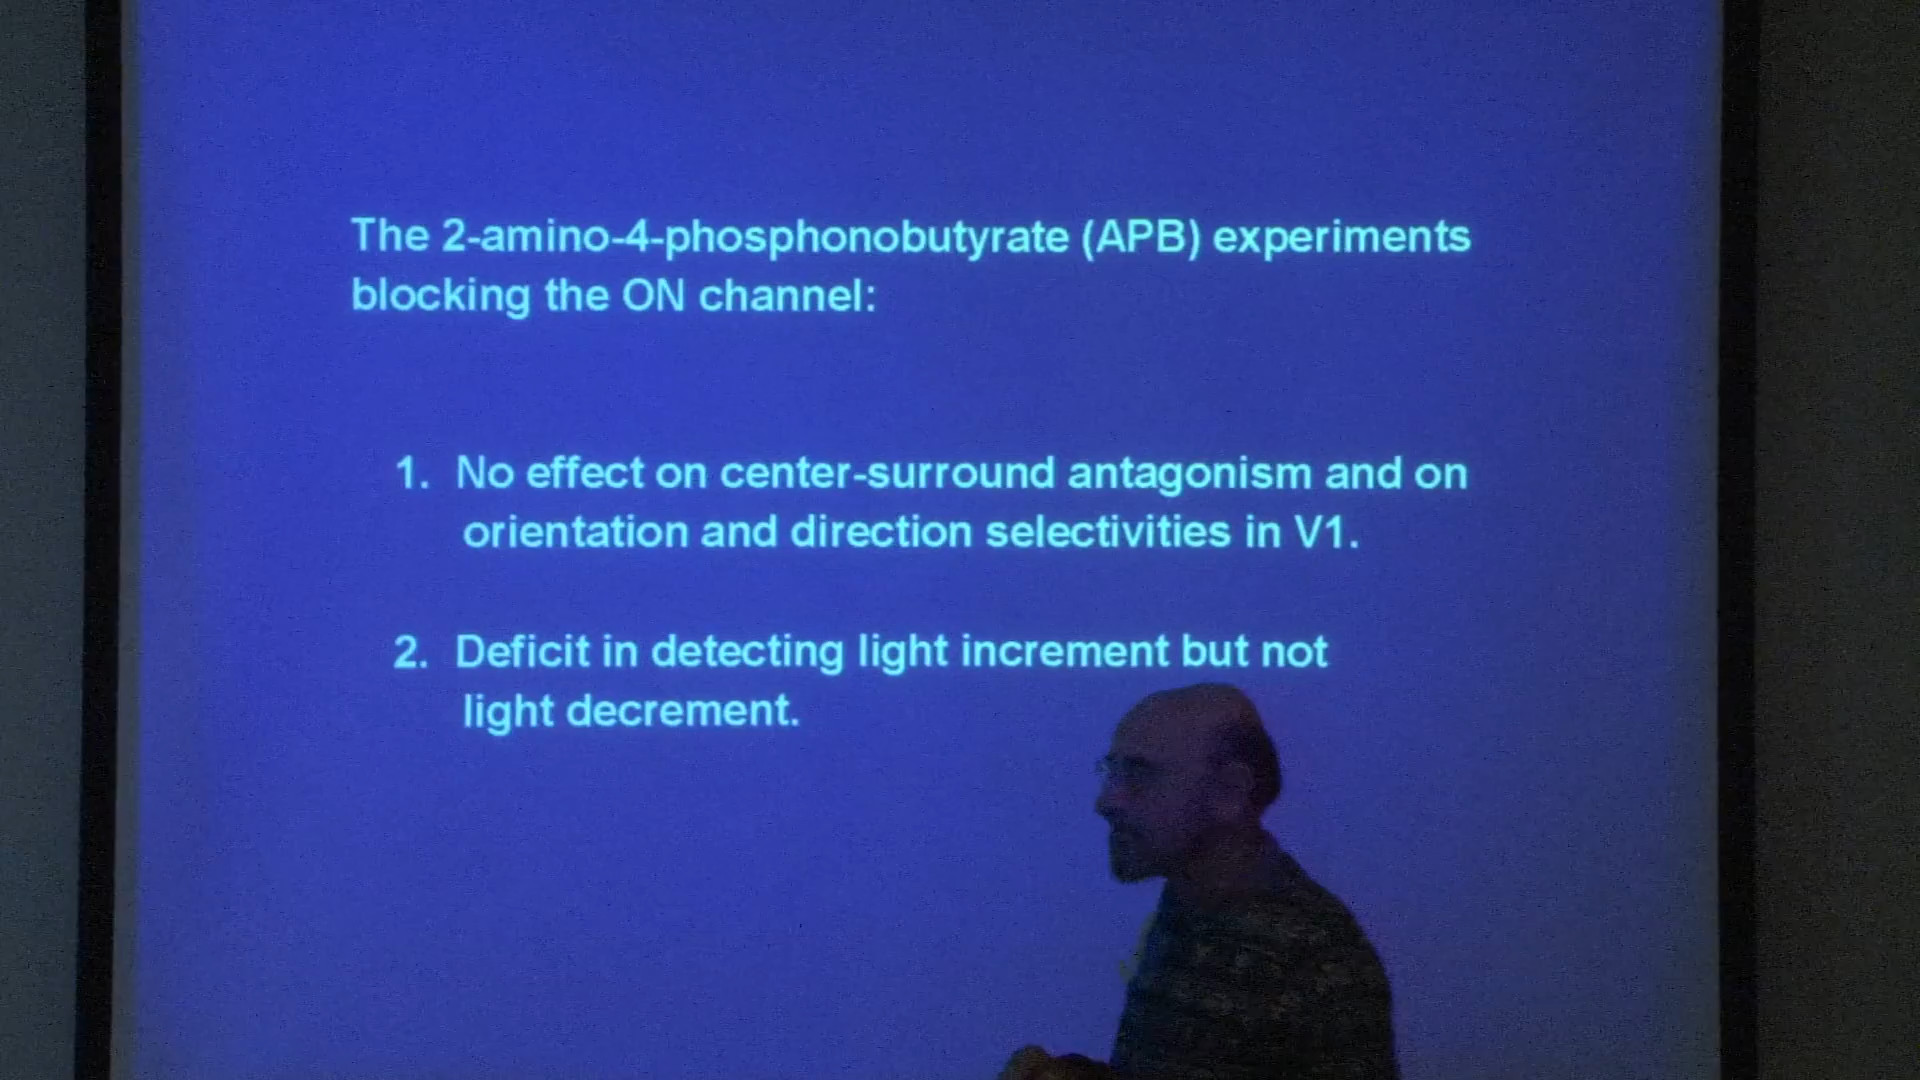 The 2-amino-4-phosphonobutyrate (APB) experiments
blocking the ON channel:
1. No effect on center-surround antagonism and on
orientation and direction selectivities in V1.
2. Deficit in detecting light increment but not
light decrement.